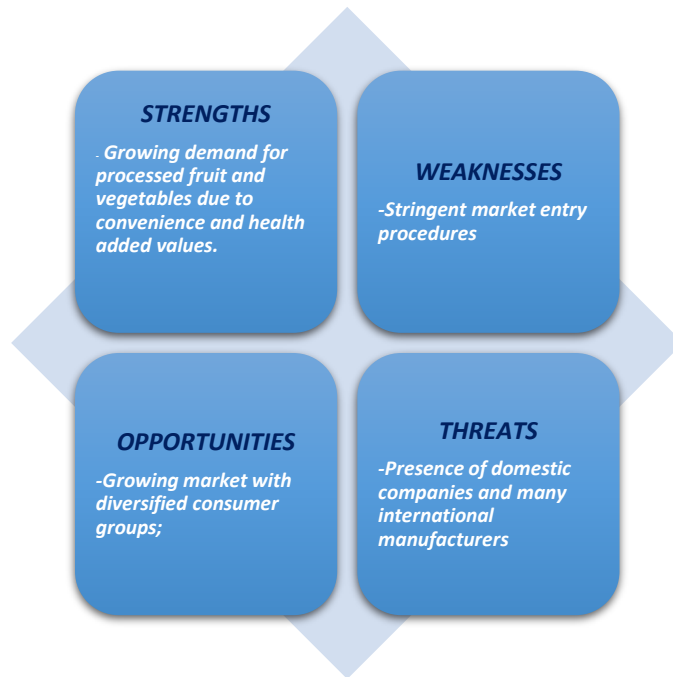 STRENGTHS
- Growing demand for
processed fruit and
vegetables due to
convenience and health
added values.
WEAKNESSES
-Stringent market entry
procedures
OPPORTUNITIES
-Growing market with
diversified consumer
groups;
THREATS
-Presence of domestic
companies and many
international
manufacturers